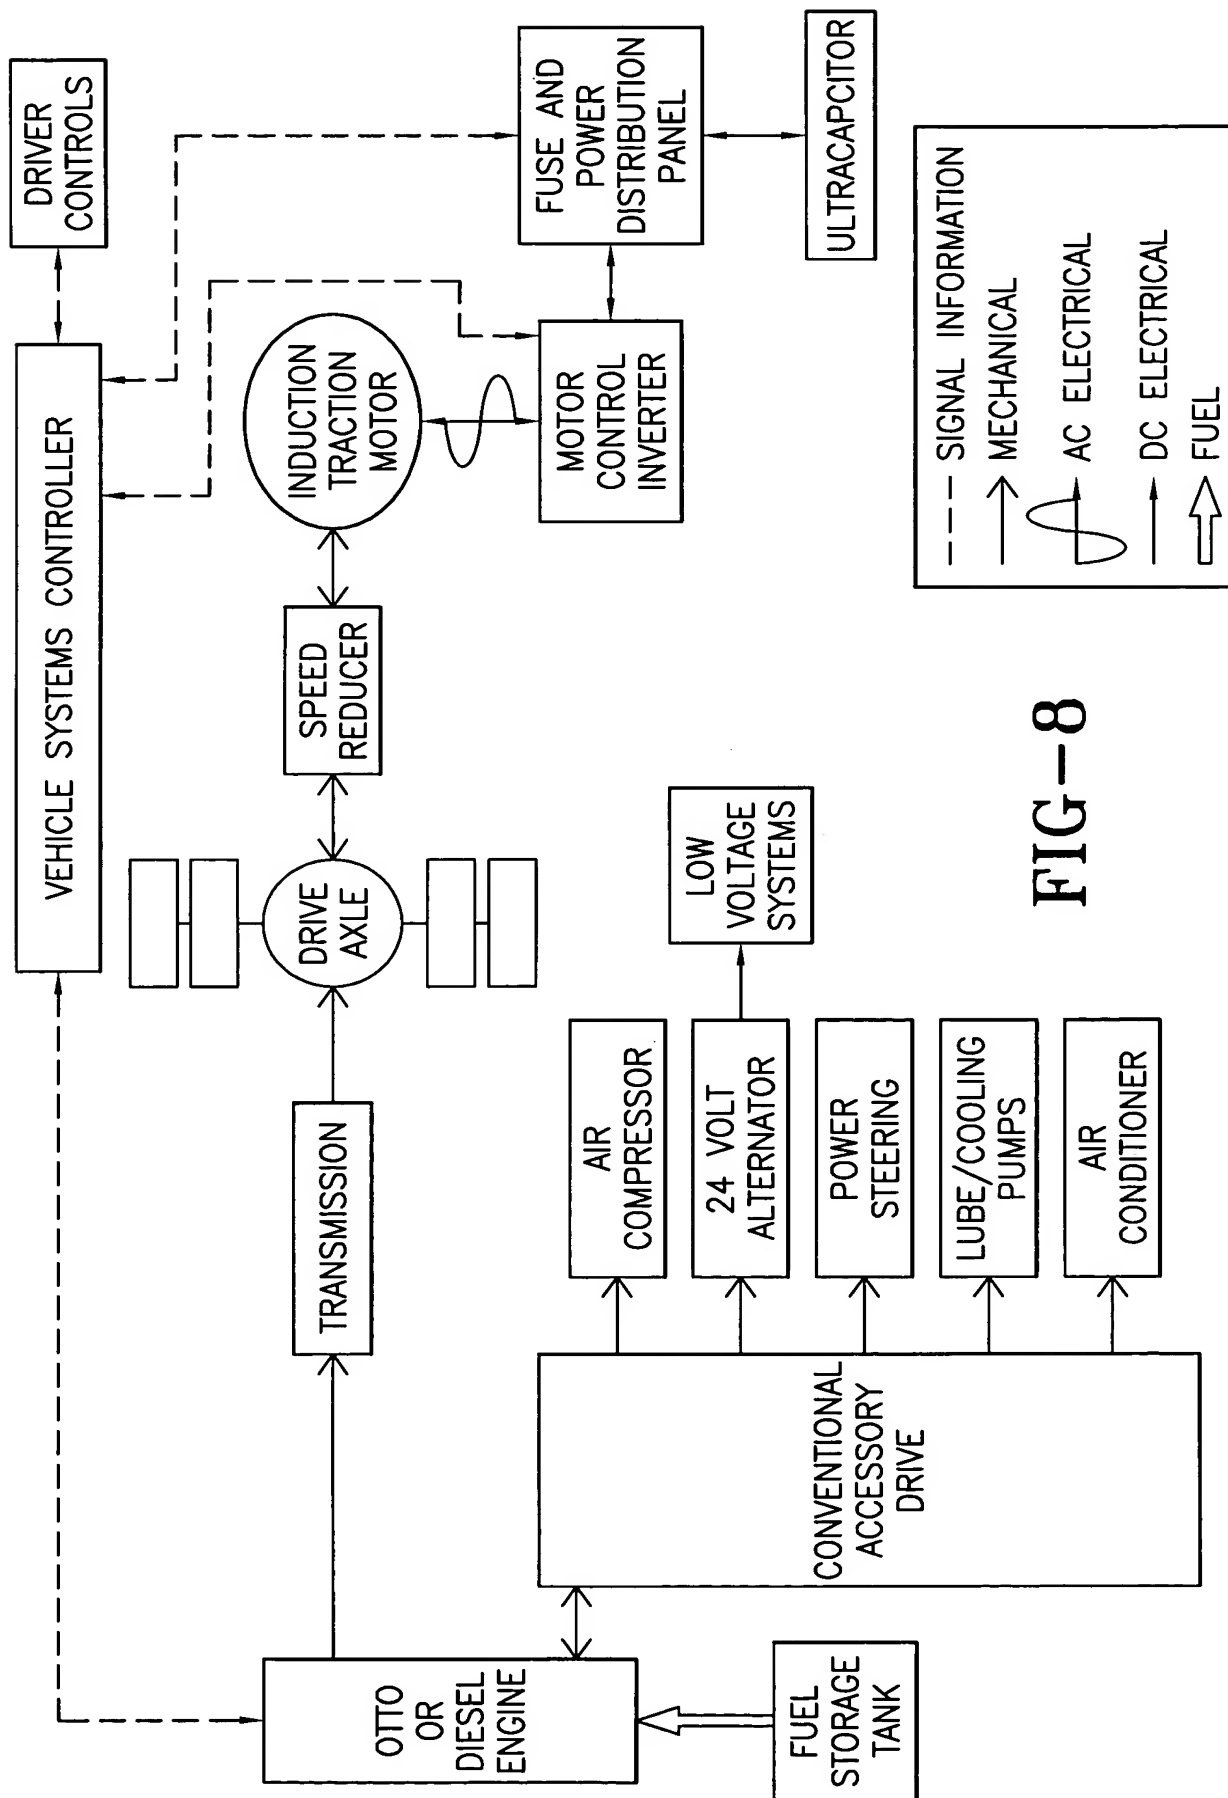 VEHICLE SYSTEMS CONTROLLER
DRIVER
CONTROLS
OTTO
OR
DIESEL
ENGINE
TRANSMISSION
DRIVE
AXLE
SPEED
REDUCER
INDUCTION
TRACTION
MOTOR
MOTOR
CONTROL
INVERTER
FUSE AND
POWER
DISTRIBUTION
PANEL
ULTRACAPCITOR
FUEL
STORAGE
TANK
CONVENTIONAL
ACCESSORY
DRIVE
AIR
COMPRESSOR
24 VOLT
ALTERNATOR
POWER
STEERING
LUBE/COOLING
PUMPS
AIR
CONDITIONER
LOW
VOLTAGE
SYSTEMS
SIGNAL INFORMATION
MECHANICAL
AC ELECTRICAL
DC ELECTRICAL
FUEL
FIG-8